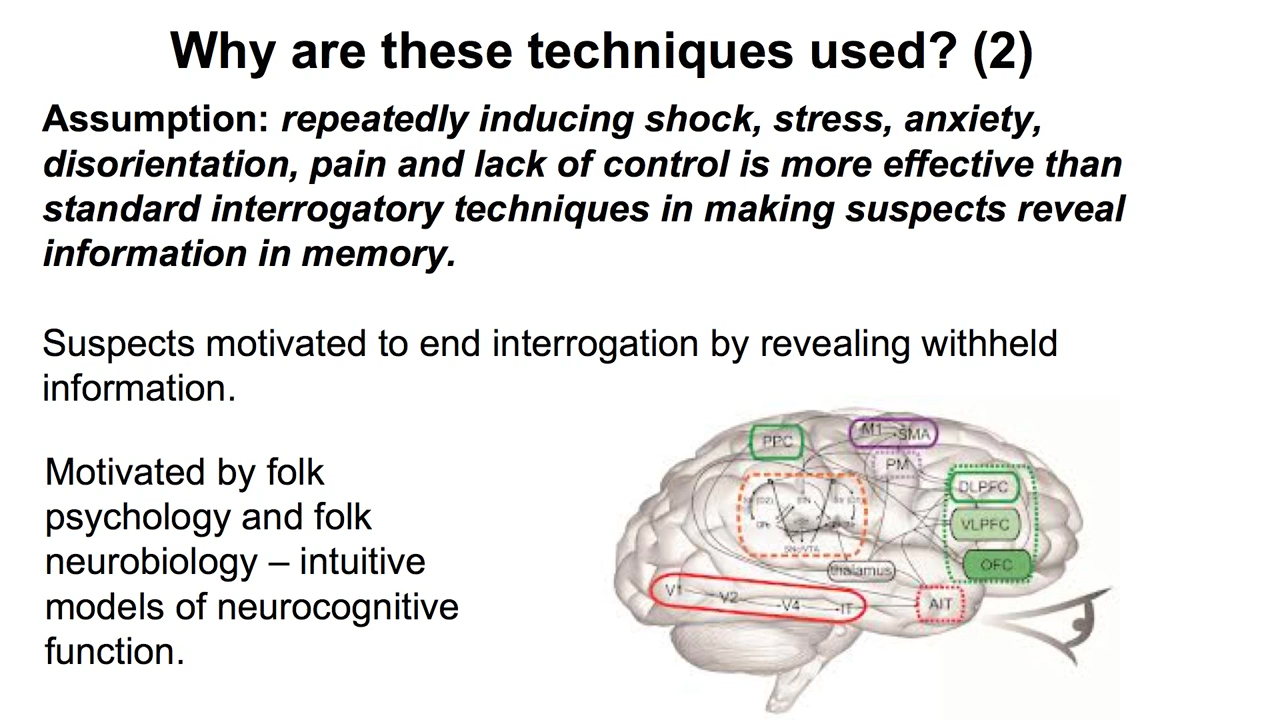 Why are these techniques used? (2)
Assumption: repeatedly inducing shock, stress, anxiety,
disorientation, pain and lack of control is more effective than
standard interrogatory techniques in making suspects reveal
information in memory.
Suspects motivated to end interrogation by revealing withheld
information.
Motivated by folk
psychology and folk
neurobiology – intuitive
models of neurocognitive
function.
PPC
M1
SMA
PM
DLPFC
VLPFC
OFC
SNc/VTA
thalamus
V1
V2
V4
IT
AIT